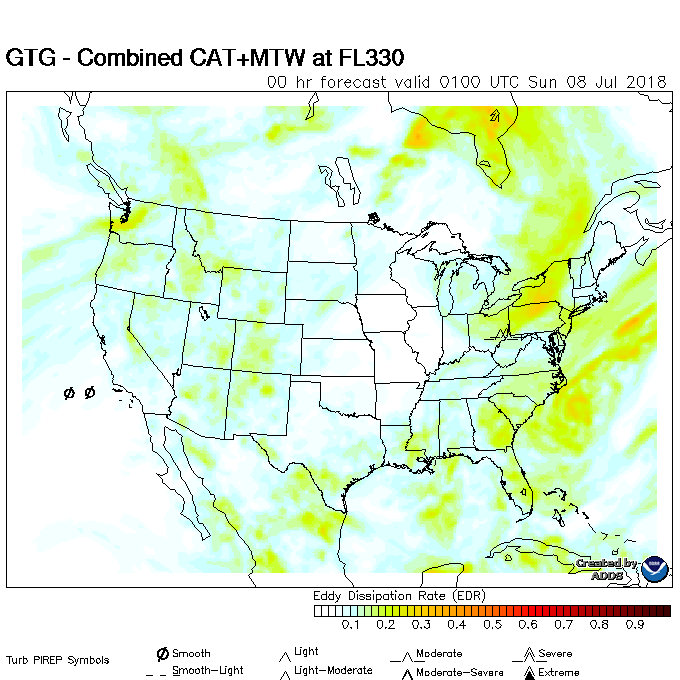 GTG - Combined CAT+MTW at FL330
00 hr forecast valid 0100 UTC Sun 08 Jul 2018
Created by
ADDS
Eddy Dissipation Rate (EDR)
0.1 0.2 0.3 0.4 0.5 0.6 0.7 0.8 0.9
Turb PIREP Symbols
Smooth Light Moderate Severe
Smooth-Light Light-Moderate Moderate-Severe Extreme